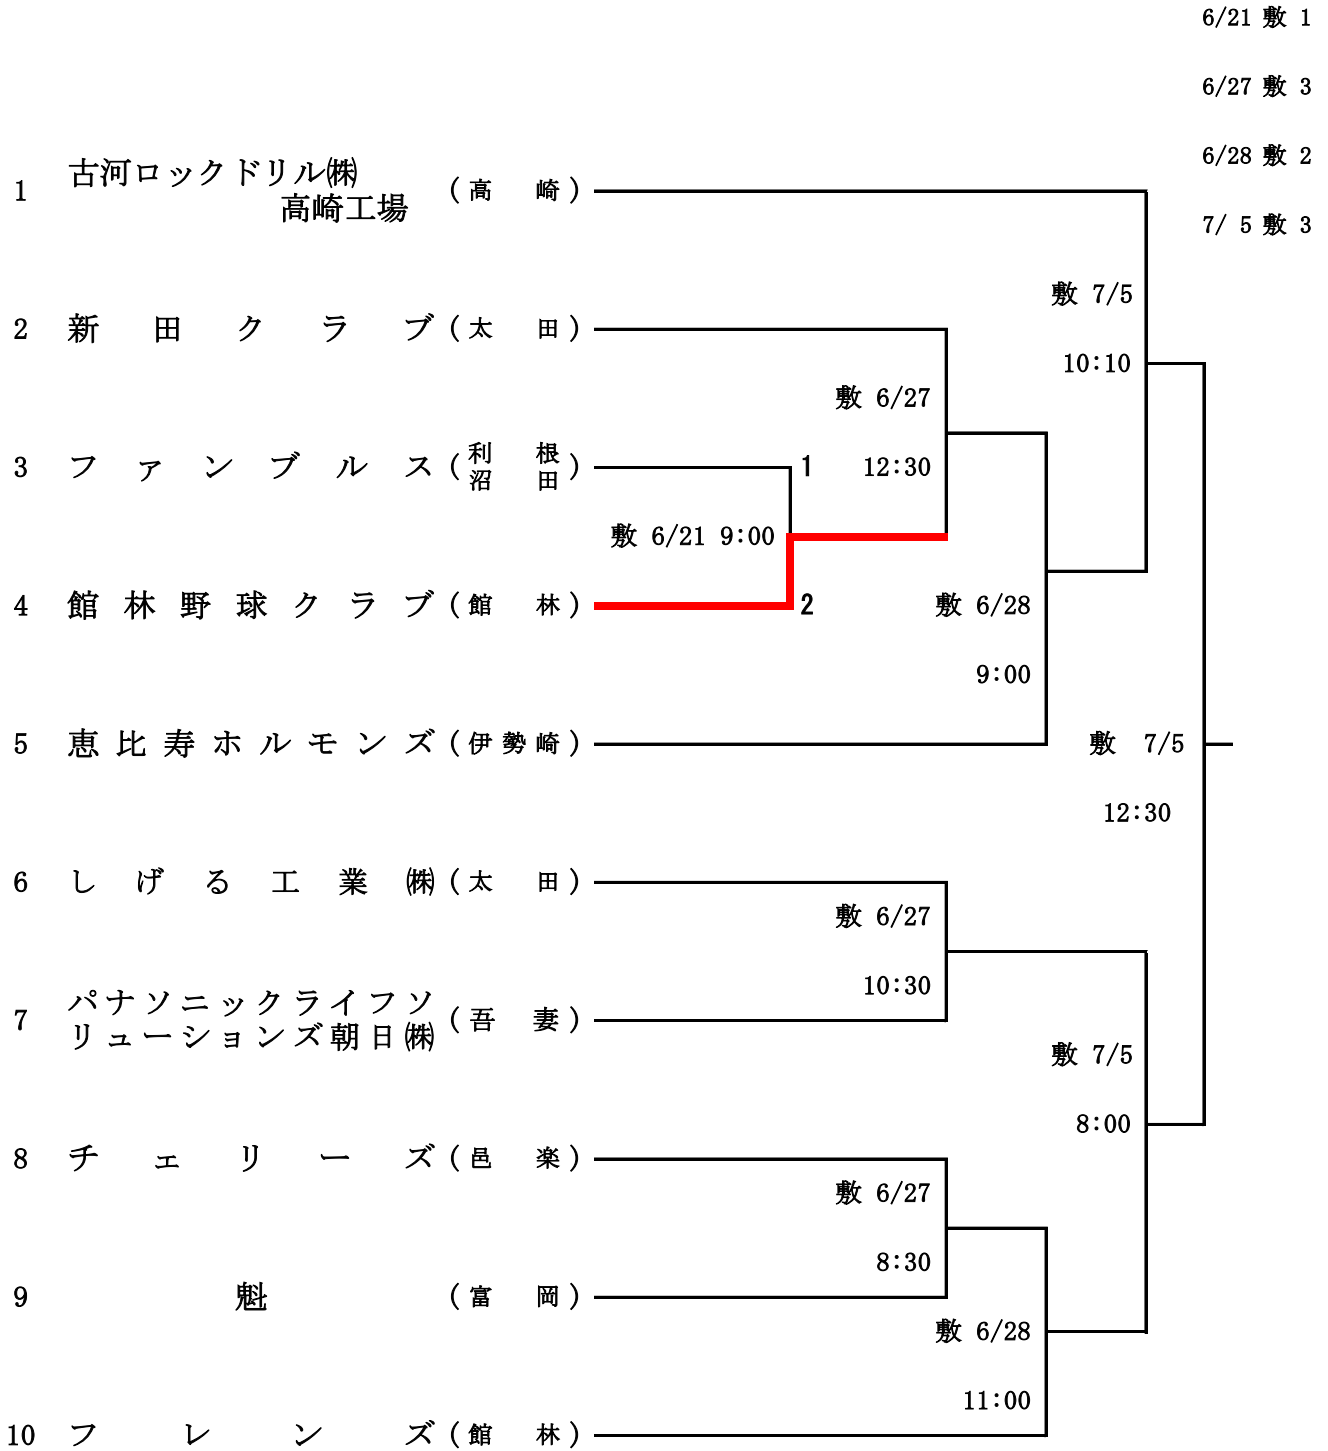 6/21 敷 1
6/27 敷 3
6/28 敷 2
7/ 5 敷 3
1 古河ロックドリル㈱
高崎工場 (高崎)
敷 7/5
10:10
2 新田クラブ (太田)
敷 6/27
12:30
3 ファンブルス (利根
沼田) 1
敷 6/21 9:00
4 館林野球クラブ (館林) 2
敷 6/28
9:00
5 恵比寿ホルモンズ (伊勢崎)
敷 7/5
12:30
6 しげる工業㈱ (太田)
敷 6/27
10:30
7 パナソニックライフソ
リューションズ朝日㈱ (吾妻)
敷 7/5
8:00
8 チェリーズ (邑楽)
敷 6/27
8:30
9 魁 (富岡)
敷 6/28
11:00
10 フレンズ (館林)